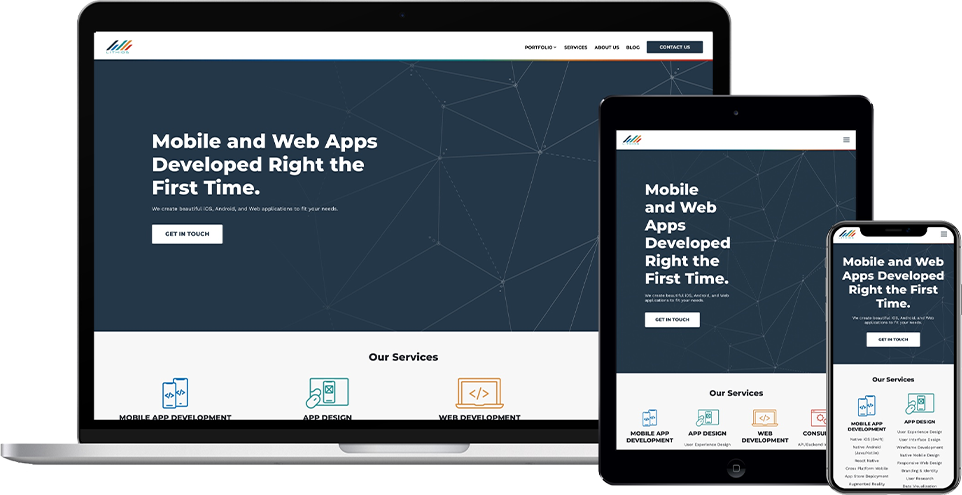 LITHIOS
PORTFOLIO
SERVICES
ABOUT US
BLOG
CONTACT US
Mobile and Web Apps
Developed Right the
First Time.
We create beautiful iOS, Android, and Web applications to fit your needs.
GET IN TOUCH
Our Services
MOBILE APP DEVELOPMENT
APP DESIGN
WEB DEVELOPMENT
Mobile
and Web
Apps
Developed
Right the
First Time.
We create beautiful iOS, Android, and Web
applications to fit your needs.
GET IN TOUCH
Our Services
MOBILE APP
DEVELOPMENT
APP DESIGN
User Experience Design
WEB
DEVELOPMENT
CONSU
API/Backend
Mobile and Web
Apps Developed
Right the First
Time.
We create beautiful iOS, Android, and Web
applications to fit your needs.
GET IN TOUCH
Our Services
MOBILE APP
DEVELOPMENT
Native iOS (Swift)
Native Android
(Java/Kotlin)
React Native
Cross Platform Mobile
App Store Deployment
Augmented Reality
APP DESIGN
User Experience Design
User Interface Design
Wireframe Development
Native Mobile Design
Responsive Web Design
Branding & Identity
User Research
Data Visualization